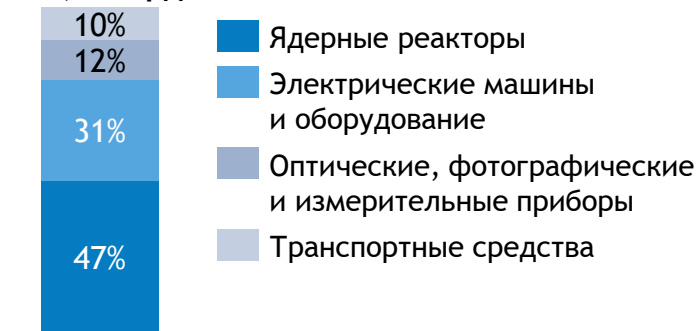 10%
12%
31%
47%
Ядерные реакторы
Электрические машины
и оборудование
Оптические, фотографические
и измерительные приборы
Транспортные средства